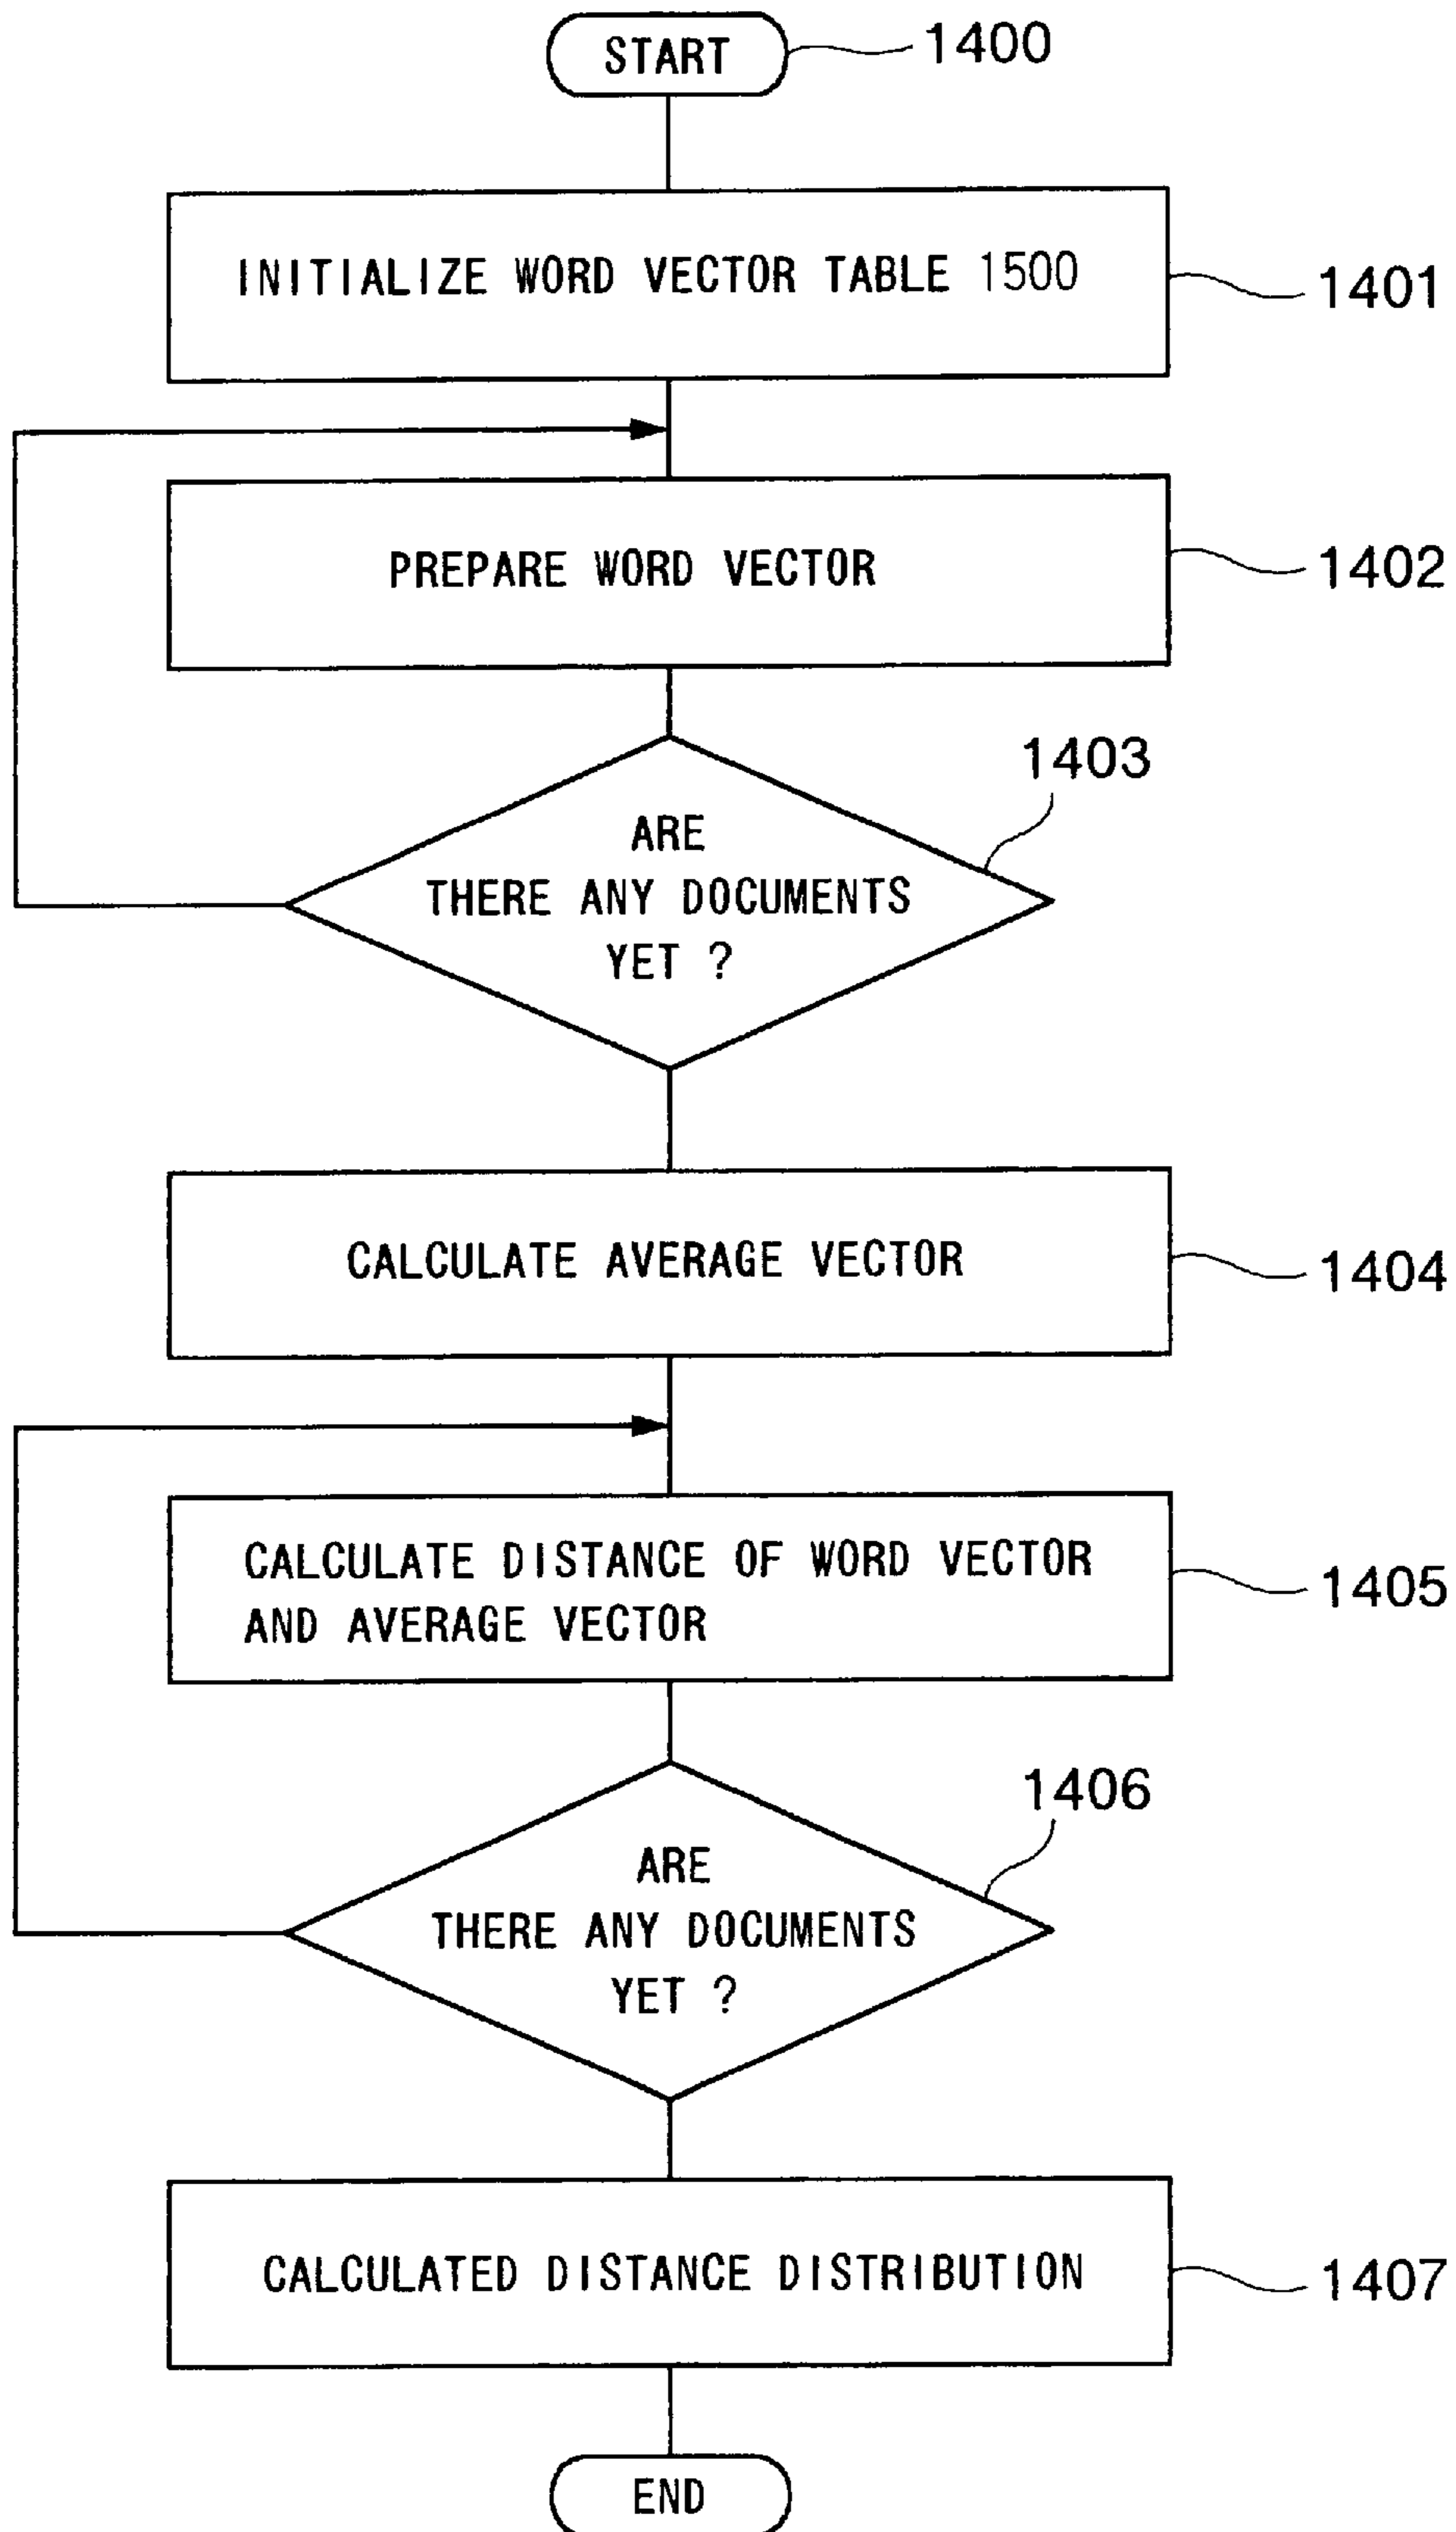 START
1400
INITIALIZE WORD VECTOR TABLE 1500
1401
PREPARE WORD VECTOR
1402
1403
ARE
THERE ANY DOCUMENTS
YET ?
CALCULATE AVERAGE VECTOR
1404
CALCULATE DISTANCE OF WORD VECTOR
AND AVERAGE VECTOR
1405
1406
ARE
THERE ANY DOCUMENTS
YET ?
CALCULATED DISTANCE DISTRIBUTION
1407
END